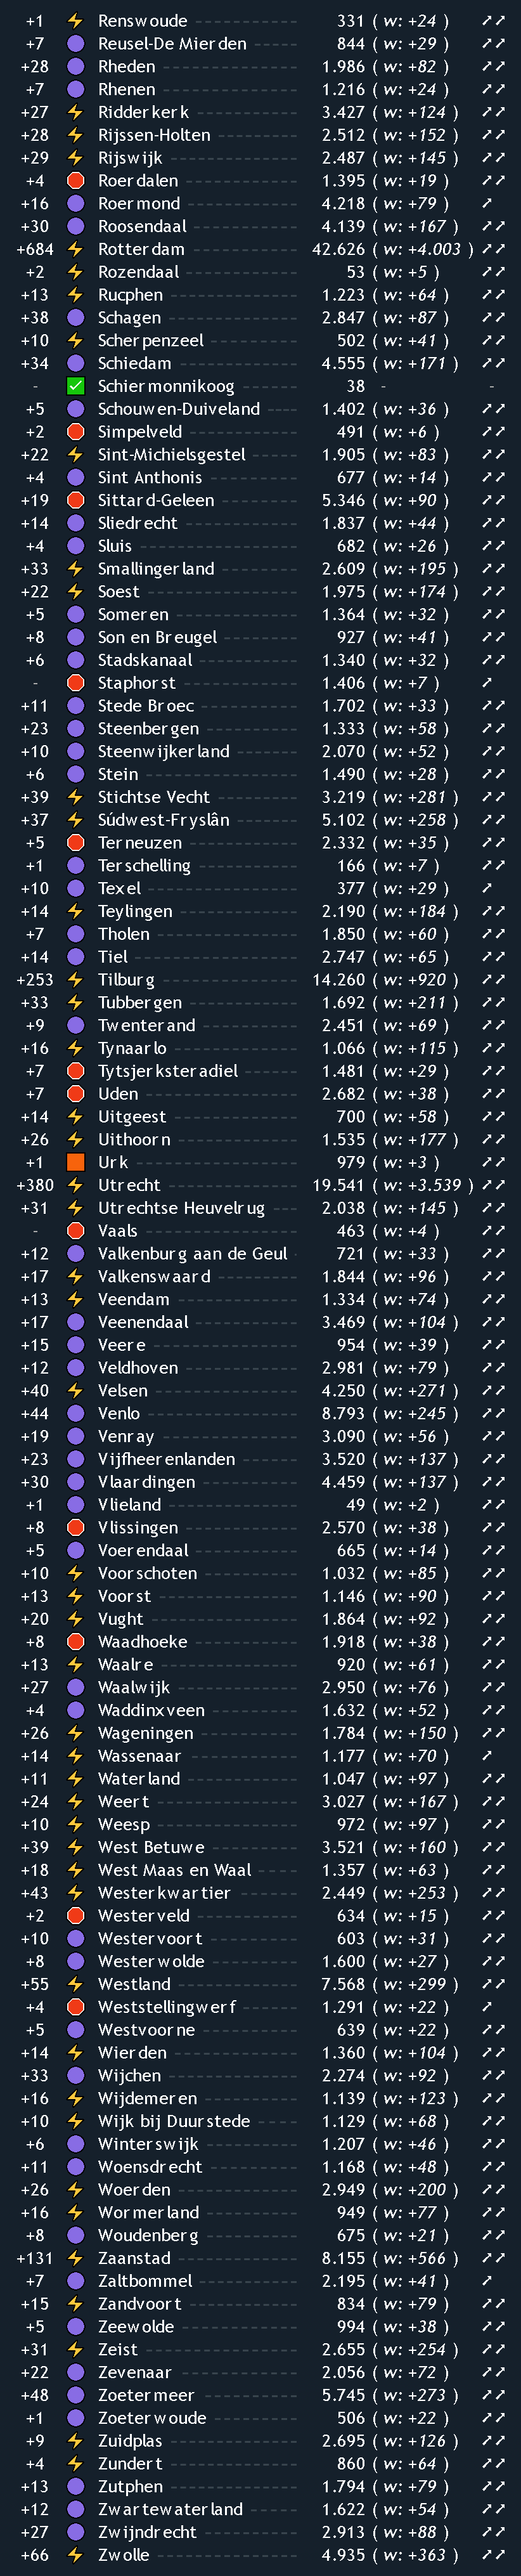 +1 Renswoude 331 ( w: +24 )
+7 Reusel-De Mierden 844 ( w: +29 )
+28 Rheden 1.986 ( w: +82 )
+7 Rhenen 1.216 ( w: +24 )
+27 Ridderkerk 3.427 ( w: +124 )
+28 Rijssen-Holten 2.512 ( w: +152 )
+29 Rijswijk 2.487 ( w: +145 )
+4 Roerdalen 1.395 ( w: +19 )
+16 Roermond 4.218 ( w: +79 )
+30 Roosendaal 4.139 ( w: +167 )
+684 Rotterdam 42.626 ( w: +4.003 )
+2 Rozendaal 53 ( w: +5 )
+13 Rucphen 1.223 ( w: +64 )
+38 Schagen 2.847 ( w: +87 )
+10 Scherpenzeel 502 ( w: +41 )
+34 Schiedam 4.555 ( w: +171 )
- Schiermonnikoog 38 - -
+5 Schouwen-Duiveland 1.402 ( w: +36 )
+2 Simpelveld 491 ( w: +6 )
+22 Sint-Michielsgestel 1.905 ( w: +83 )
+4 Sint Anthonis 677 ( w: +14 )
+19 Sittard-Geleen 5.346 ( w: +90 )
+14 Sliedrecht 1.837 ( w: +44 )
+4 Sluis 682 ( w: +26 )
+33 Smallingerland 2.609 ( w: +195 )
+22 Soest 1.975 ( w: +174 )
+5 Someren 1.364 ( w: +32 )
+8 Son en Breugel 927 ( w: +41 )
+6 Stadskanaal 1.340 ( w: +32 )
- Staphorst 1.406 ( w: +7 )
+11 Stede Broec 1.702 ( w: +33 )
+23 Steenbergen 1.333 ( w: +58 )
+10 Steenwijkerland 2.070 ( w: +52 )
+6 Stein 1.490 ( w: +28 )
+39 Stichtse Vecht 3.219 ( w: +281 )
+37 Súdwest-Fryslân 5.102 ( w: +258 )
+5 Terneuzen 2.332 ( w: +35 )
+1 Terschelling 166 ( w: +7 )
+10 Texel 377 ( w: +29 )
+14 Teylingen 2.190 ( w: +184 )
+7 Tholen 1.850 ( w: +60 )
+14 Tiel 2.747 ( w: +65 )
+253 Tilburg 14.260 ( w: +920 )
+33 Tubbergen 1.692 ( w: +211 )
+9 Twenterand 2.451 ( w: +69 )
+16 Tynaarlo 1.066 ( w: +115 )
+7 Tytsjerksteradiel 1.481 ( w: +29 )
+7 Uden 2.682 ( w: +38 )
+14 Uitgeest 700 ( w: +58 )
+26 Uithoorn 1.535 ( w: +177 )
+1 Urk 979 ( w: +3 )
+380 Utrecht 19.541 ( w: +3.539 )
+31 Utrechtse Heuvelrug 2.038 ( w: +145 )
- Vaals 463 ( w: +4 )
+12 Valkenburg aan de Geul 721 ( w: +33 )
+17 Valkenswaard 1.844 ( w: +96 )
+13 Veendam 1.334 ( w: +74 )
+17 Veenendaal 3.469 ( w: +104 )
+15 Veere 954 ( w: +39 )
+12 Veldhoven 2.981 ( w: +79 )
+40 Velsen 4.250 ( w: +271 )
+44 Venlo 8.793 ( w: +245 )
+19 Venray 3.090 ( w: +56 )
+23 Vijfheerenlanden 3.520 ( w: +137 )
+30 Vlaardingen 4.459 ( w: +137 )
+1 Vlieland 49 ( w: +2 )
+8 Vlissingen 2.570 ( w: +38 )
+5 Voerendaal 665 ( w: +14 )
+10 Voorschoten 1.032 ( w: +85 )
+13 Voorst 1.146 ( w: +90 )
+20 Vught 1.864 ( w: +92 )
+8 Waadhoeke 1.918 ( w: +38 )
+13 Waalre 920 ( w: +61 )
+27 Waalwijk 2.950 ( w: +76 )
+4 Waddinxveen 1.632 ( w: +52 )
+26 Wageningen 1.784 ( w: +150 )
+14 Wassenaar 1.177 ( w: +70 )
+11 Waterland 1.047 ( w: +97 )
+24 Weert 3.027 ( w: +167 )
+10 Weesp 972 ( w: +97 )
+39 West Betuwe 3.521 ( w: +160 )
+18 West Maas en Waal 1.357 ( w: +63 )
+43 Westerkwartier 2.449 ( w: +253 )
+2 Westerveld 634 ( w: +15 )
+10 Westervoort 603 ( w: +31 )
+8 Westerwolde 1.600 ( w: +27 )
+55 Westland 7.568 ( w: +299 )
+4 Weststellingwerf 1.291 ( w: +22 )
+5 Westvoorne 639 ( w: +22 )
+14 Wierden 1.360 ( w: +104 )
+33 Wijchen 2.274 ( w: +92 )
+16 Wijdemeren 1.139 ( w: +123 )
+10 Wijk bij Duurstede 1.129 ( w: +68 )
+6 Winterswijk 1.207 ( w: +46 )
+11 Woensdrecht 1.168 ( w: +48 )
+26 Woerden 2.949 ( w: +200 )
+16 Wormerland 949 ( w: +77 )
+8 Woudenberg 675 ( w: +21 )
+131 Zaanstad 8.155 ( w: +566 )
+7 Zaltbommel 2.195 ( w: +41 )
+15 Zandvoort 834 ( w: +79 )
+5 Zeewolde 994 ( w: +38 )
+31 Zeist 2.655 ( w: +254 )
+22 Zevenaar 2.056 ( w: +72 )
+48 Zoetermeer 5.745 ( w: +273 )
+1 Zoeterwoude 506 ( w: +22 )
+9 Zuidplas 2.695 ( w: +126 )
+4 Zundert 860 ( w: +64 )
+13 Zutphen 1.794 ( w: +79 )
+12 Zwartewaterland 1.622 ( w: +54 )
+27 Zwijndrecht 2.913 ( w: +88 )
+66 Zwolle 4.935 ( w: +363 )